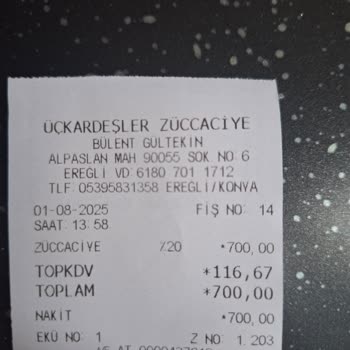 ÜÇKARDEŞLER ZÜCCACİYE
BÜLENT GÜLTEKİN
ALPASLAN MAH 90055 SOK NO 6
EREĞLİ VD 6180 701 1712
TLF: 05395831358 EREĞLİ/KONYA
01-08-2025 FİŞ NO: 14
SAAT: 13:58
ZÜCCACİYE %20 *700,00
TOPKDV *116,67
TOPLAM *700,00
NAKİT *700,00
EKÜ NO: 1 Z NO: 1.203